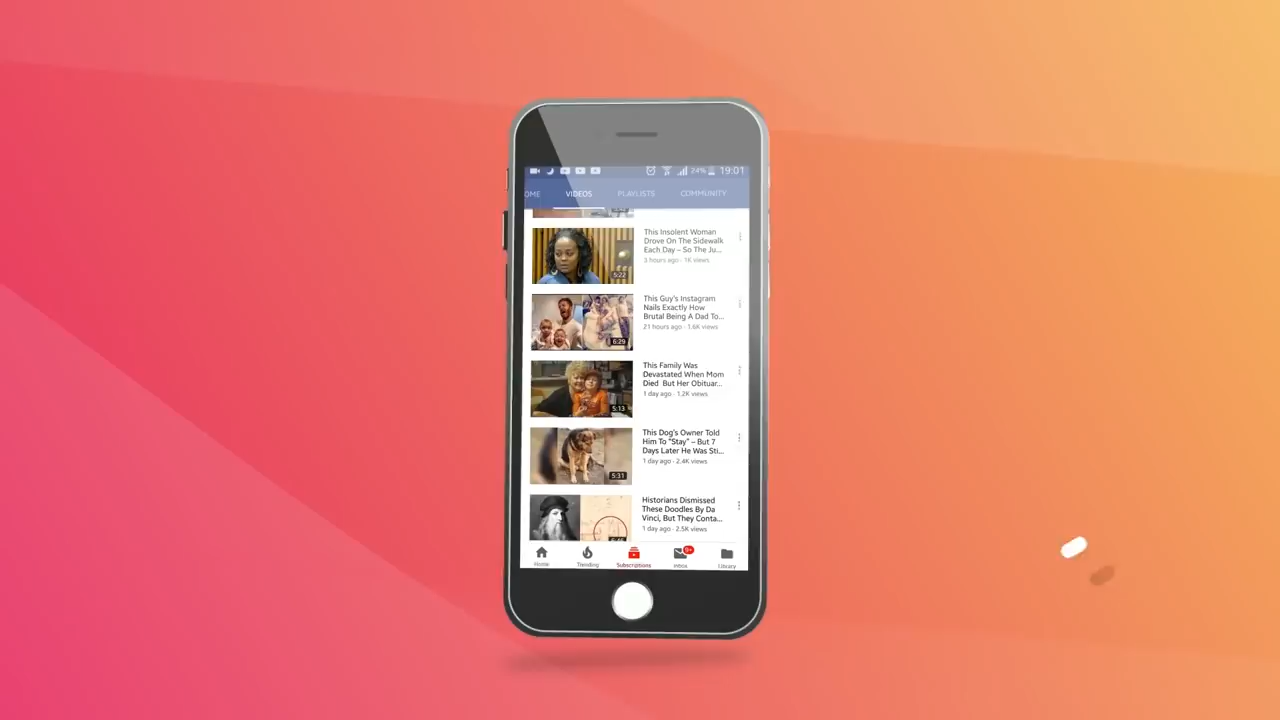 24% 19:01
OME VIDEOS PLAYLISTS COMMUNITY
This Insolent Woman
Drove On The Sidewalk
Each Day – So The Ju...
3 hours ago · 1K views
5:22
This Guy's Instagram
Nails Exactly How
Brutal Being A Dad To...
21 hours ago · 1.6K views
6:29
This Family Was
Devastated When Mom
Died But Her Obituar...
1 day ago · 1.2K views
5:13
This Dog's Owner Told
Him To "Stay" – But 7
Days Later He Was Sti...
1 day ago · 2.4K views
5:31
Historians Dismissed
These Doodles By Da
Vinci, But They Conta...
1 day ago · 2.5K views
9+
Home Trending Subscriptions Inbox Library